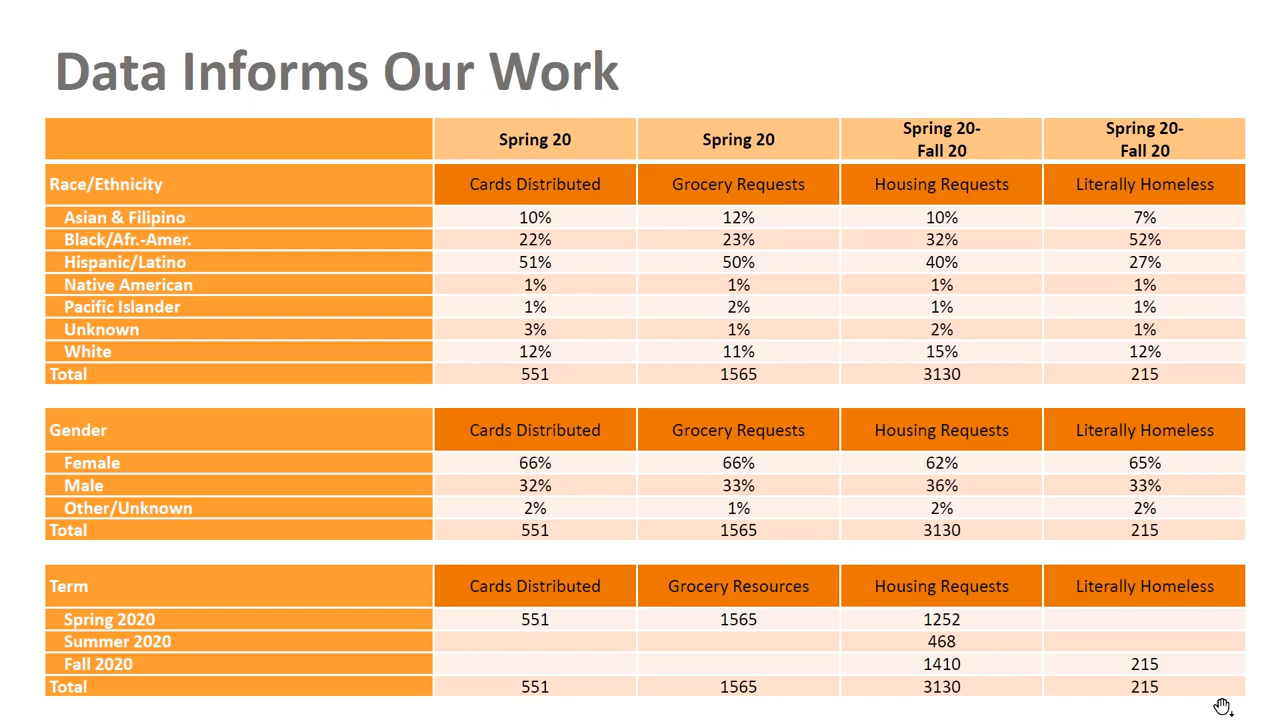 Data Informs Our Work
Spring 20 Spring 20 Spring 20- Fall 20 Spring 20- Fall 20
Race/Ethnicity Cards Distributed Grocery Requests Housing Requests Literally Homeless
Asian & Filipino 10% 12% 10% 7%
Black/Afr.-Amer. 22% 23% 32% 52%
Hispanic/Latino 51% 50% 40% 27%
Native American 1% 1% 1% 1%
Pacific Islander 1% 2% 1% 1%
Unknown 3% 1% 2% 1%
White 12% 11% 15% 12%
Total 551 1565 3130 215
Gender Cards Distributed Grocery Requests Housing Requests Literally Homeless
Female 66% 66% 62% 65%
Male 32% 33% 36% 33%
Other/Unknown 2% 1% 2% 2%
Total 551 1565 3130 215
Term Cards Distributed Grocery Resources Housing Requests Literally Homeless
Spring 2020 551 1565 1252
Summer 2020 468
Fall 2020 1410 215
Total 551 1565 3130 215